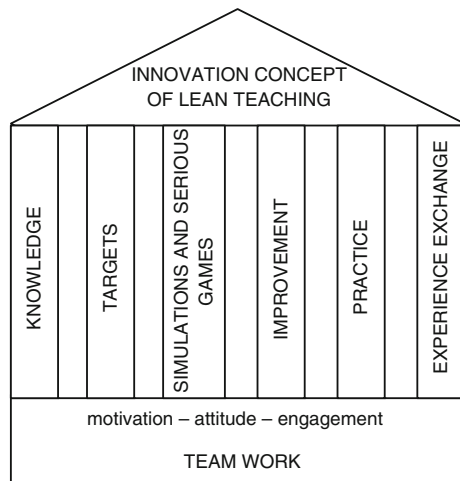 INNOVATION CONCEPT
OF LEAN TEACHING
KNOWLEDGE
TARGETS
SIMULATIONS AND SERIOUS
GAMES
IMPROVEMENT
PRACTICE
EXPERIENCE EXCHANGE
motivation – attitude – engagement
TEAM WORK